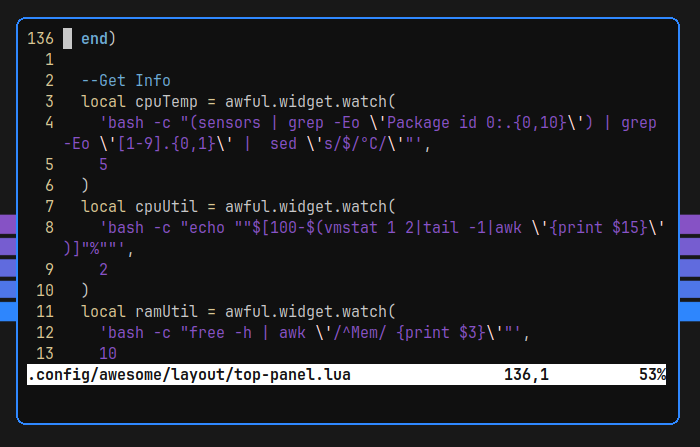 136 end)
1
2 --Get Info
3 local cpuTemp = awful.widget.watch(
4 'bash -c "(sensors | grep -Eo \'Package id 0:.{0,10}\') | grep
-Eo \'[1-9].{0,1}\' |  sed \'s/$/°C/\'"',
5 5
6 )
7 local cpuUtil = awful.widget.watch(
8 'bash -c "echo ""$[100-$(vmstat 1 2|tail -1|awk \'{print $15}\'
)]"%""',
9 2
10 )
11 local ramUtil = awful.widget.watch(
12 'bash -c "free -h | awk \'/^Mem/ {print $3}\'"',
13 10
.config/awesome/layout/top-panel.lua 136,1 53%